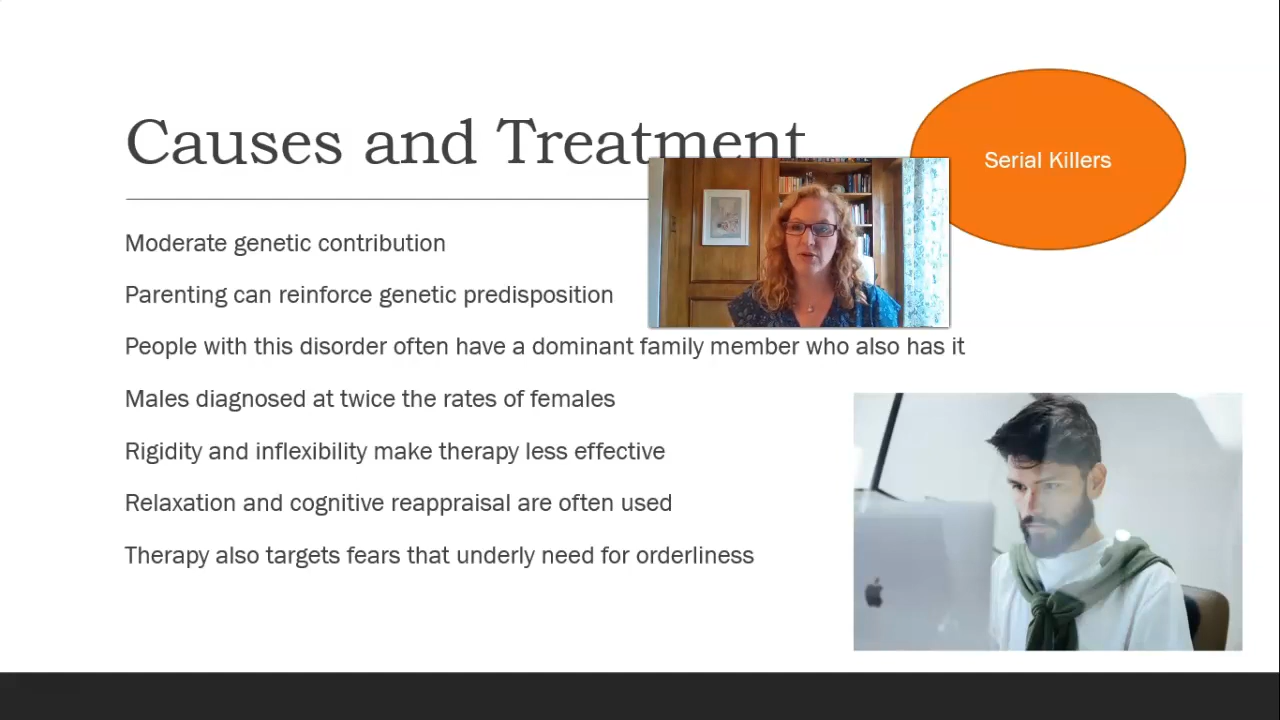 Causes and Treatment
Serial Killers
Moderate genetic contribution
Parenting can reinforce genetic predisposition
People with this disorder often have a dominant family member who also has it
Males diagnosed at twice the rates of females
Rigidity and inflexibility make therapy less effective
Relaxation and cognitive reappraisal are often used
Therapy also targets fears that underly need for orderliness